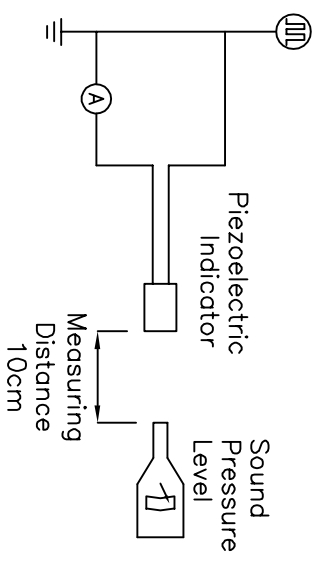 A
Piezoelectric
Indicator
Measuring
Distance
10cm
Sound
Pressure
Level